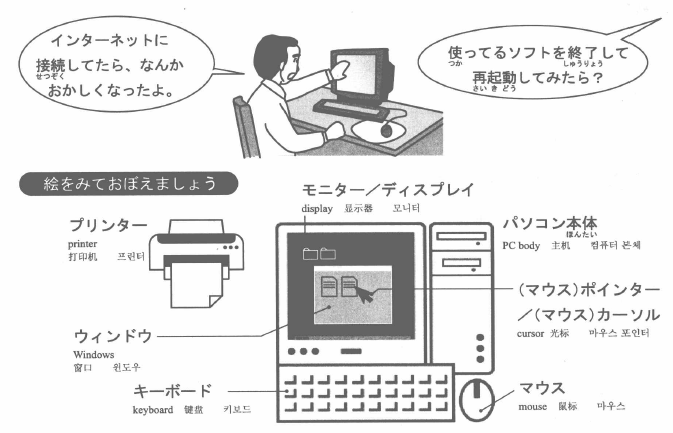 インターネットに
接続してたら、なんか
せつぞく
おかしくなったよ。
使ってるソフトを終了して
つか しゅうりょう
再起動してみたら?
さい き どう
絵をみておぼえましょう
モニター/ディスプレイ
display 显示器 모니터
プリンター
printer
打印机 프린터
パソコン本体
ほんたい
PC body 主机 컴퓨터 본체
(マウス)ポインター
/(マウス)カーソル
cursor 光标 마우스 포인터
ウィンドウ
Windows
窗口 윈도우
キーボード
keyboard 键盘 키보드
マウス
mouse 鼠标 마우스